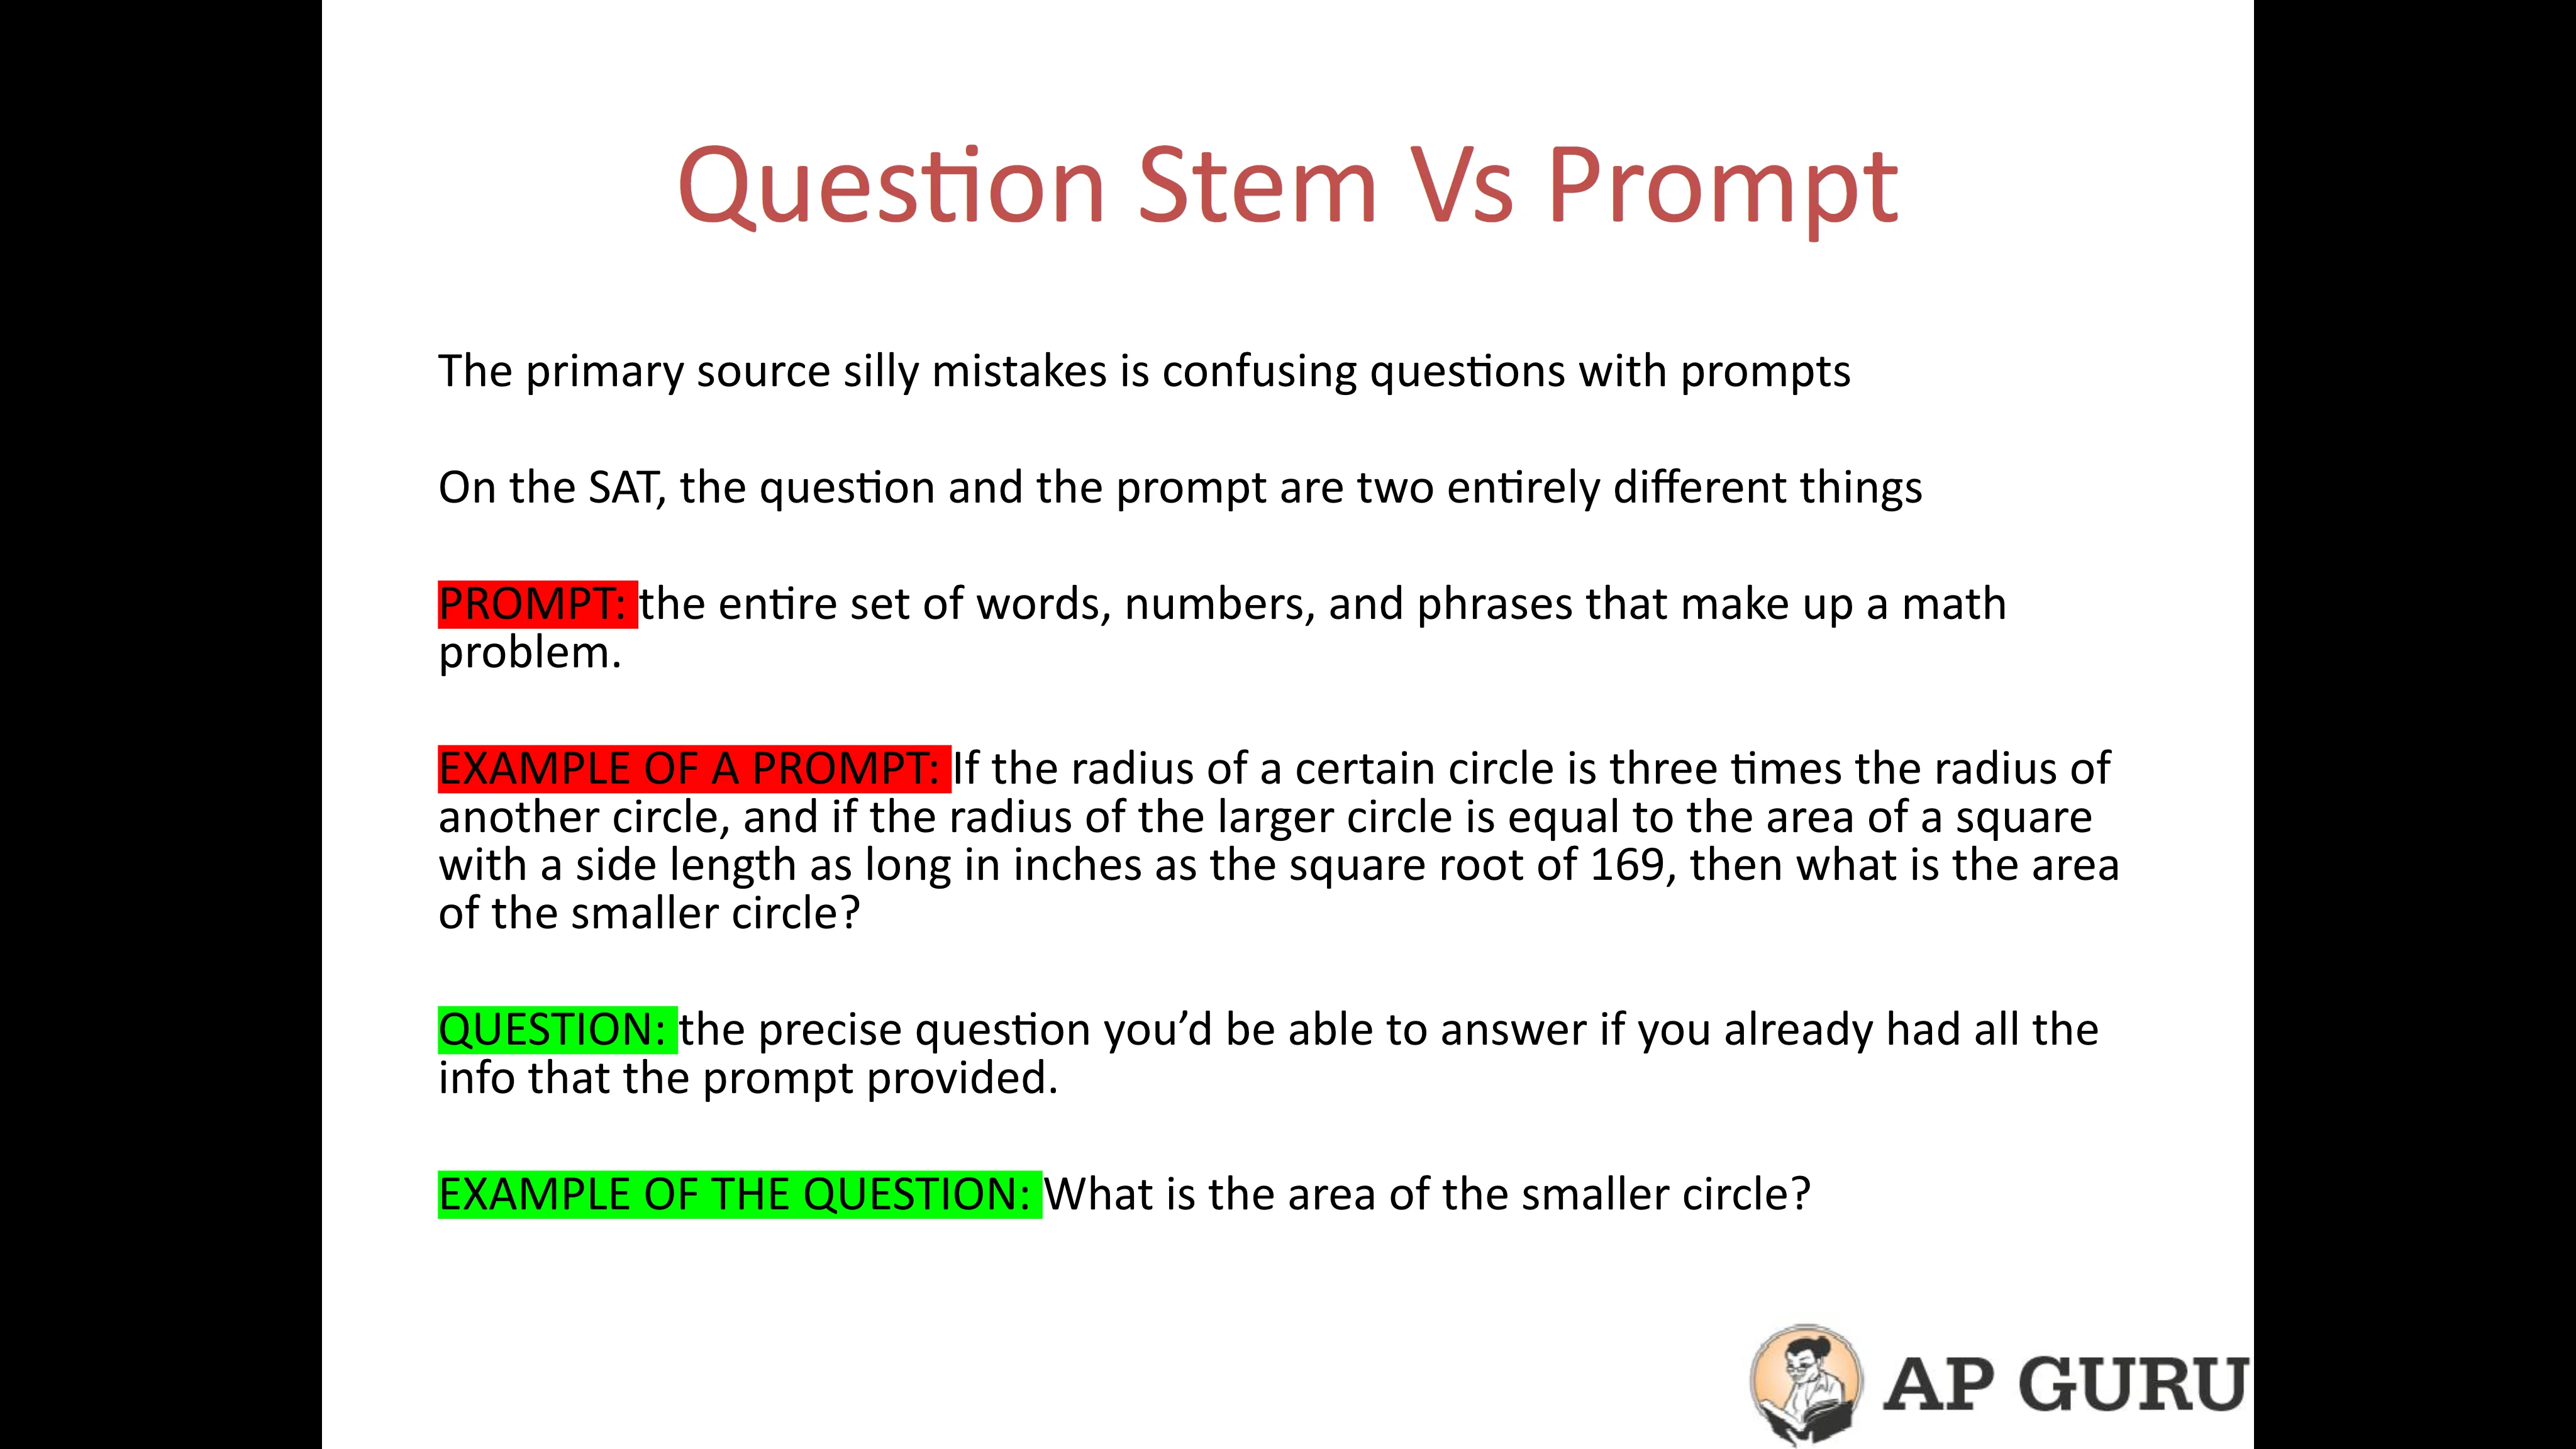 Question Stem Vs Prompt
The primary source silly mistakes is confusing questions with prompts
On the SAT, the question and the prompt are two entirely different things
PROMPT: the entire set of words, numbers, and phrases that make up a math
problem.
EXAMPLE OF A PROMPT: If the radius of a certain circle is three times the radius of
another circle, and if the radius of the larger circle is equal to the area of a square
with a side length as long in inches as the square root of 169, then what is the area
of the smaller circle?
QUESTION: the precise question you’d be able to answer if you already had all the
info that the prompt provided.
EXAMPLE OF THE QUESTION: What is the area of the smaller circle?
AP GURU